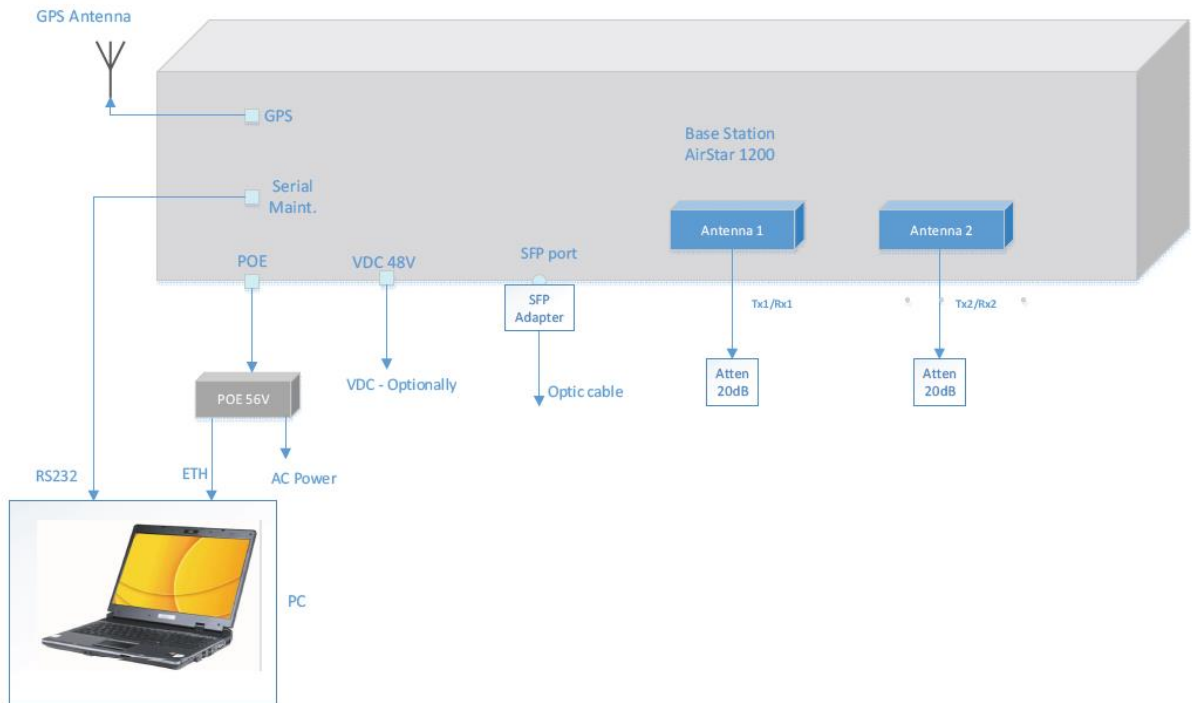 GPS Antenna
GPS
Base Station
AirStar 1200
Serial
Maint.
Antenna 1
Antenna 2
POE
VDC 48V
SFP port
SFP
Adapter
Tx1/Rx1
Tx2/Rx2
Atten
20dB
Atten
20dB
VDC - Optionally
Optic cable
POE 56V
RS232
ETH
AC Power
PC